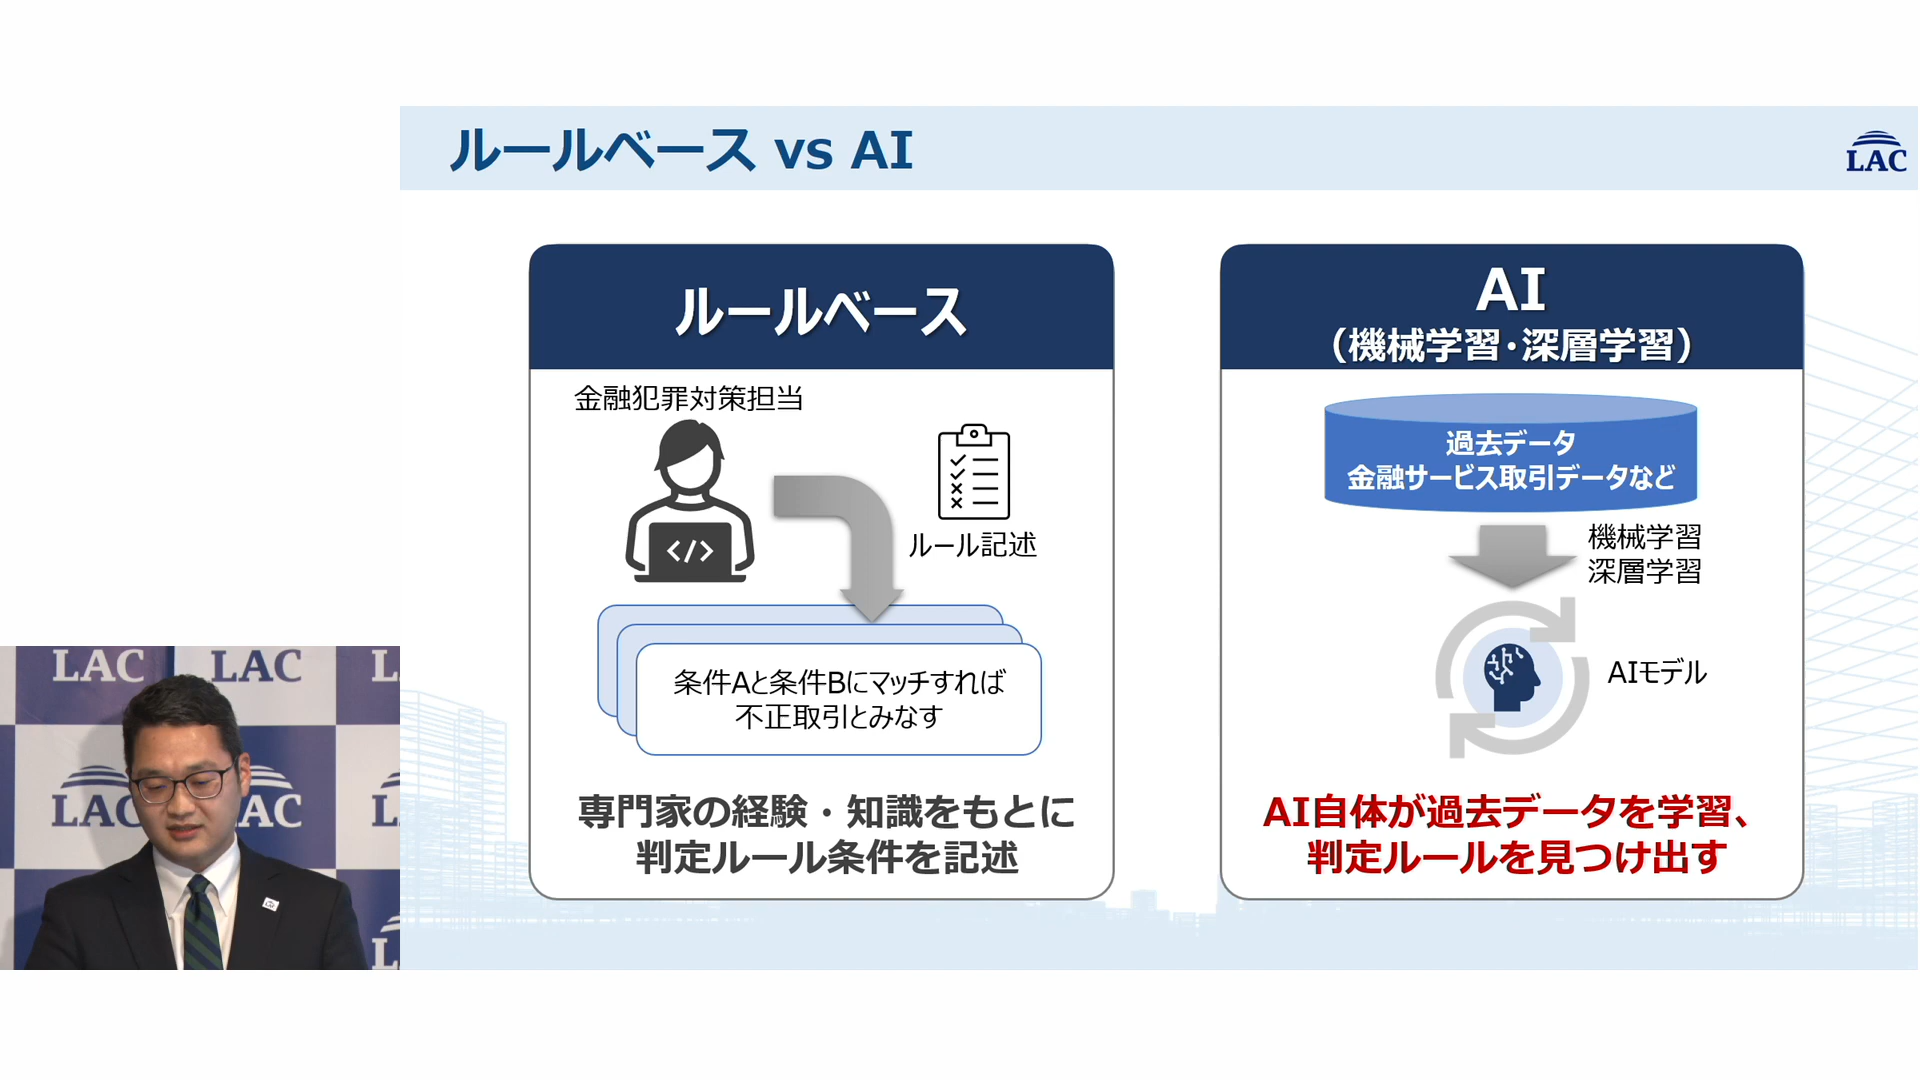 ルールベース vs AI
LAC
ルールベース
金融犯罪対策担当
</>
ルール記述
条件Aと条件Bにマッチすれば
不正取引とみなす
専門家の経験・知識をもとに
判定ルール条件を記述
AI
（機械学習・深層学習）
過去データ
金融サービス取引データなど
機械学習
深層学習
AIモデル
AI自体が過去データを学習、
判定ルールを見つけ出す
LAC
LAC
L
LAC
LAC
L
L